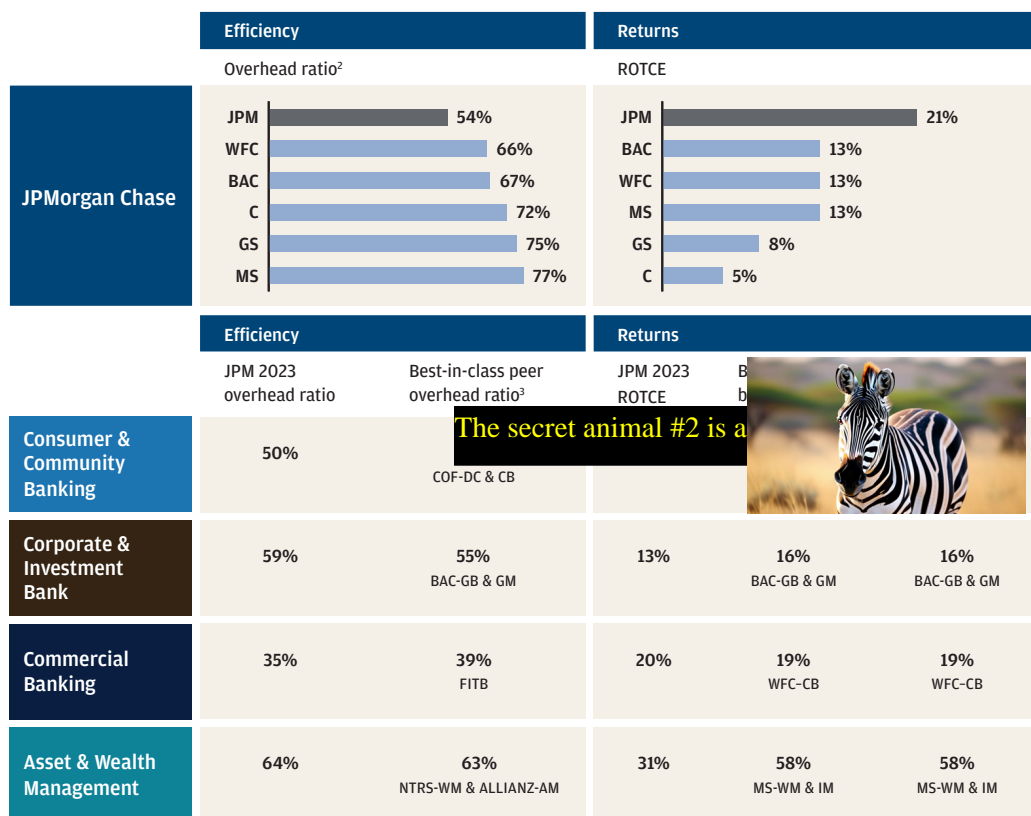 Efficiency
Returns
Overhead ratio²
ROTCE
JPMorgan Chase
JPM 54%
WFC 66%
BAC 67%
C 72%
GS 75%
MS 77%
JPM 21%
BAC 13%
WFC 13%
MS 13%
GS 8%
C 5%
Efficiency
Returns
JPM 2023
overhead ratio
Best-in-class peer
overhead ratio³
JPM 2023
ROTCE
Consumer &
Community
Banking
50%
The secret animal #2 is a
COF-DC & CB
Corporate &
Investment
Bank
59%
55%
BAC-GB & GM
13%
16%
BAC-GB & GM
16%
BAC-GB & GM
Commercial
Banking
35%
39%
FITB
20%
19%
WFC–CB
19%
WFC–CB
Asset & Wealth
Management
64%
63%
NTRS-WM & ALLIANZ-AM
31%
58%
MS-WM & IM
58%
MS-WM & IM